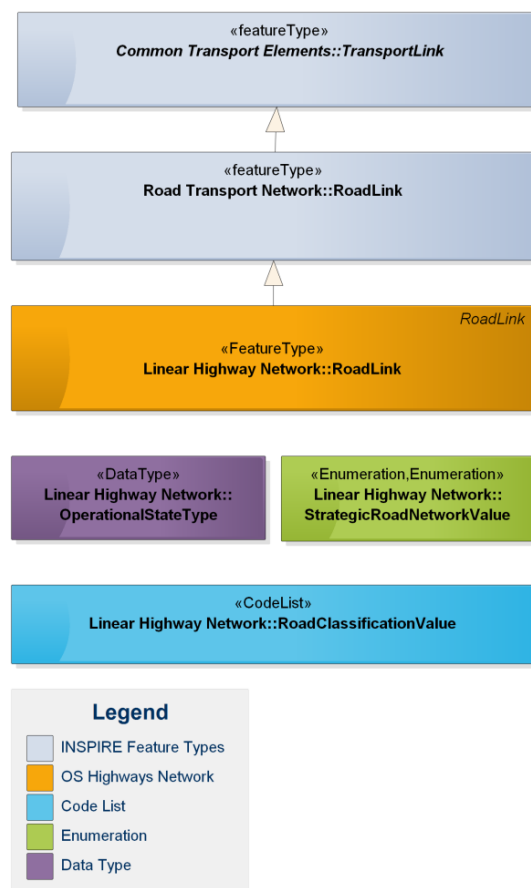 «featureType»
Common Transport Elements::TransportLink
«featureType»
Road Transport Network::RoadLink
RoadLink
«FeatureType»
Linear Highway Network::RoadLink
«DataType»
Linear Highway Network::
OperationalStateType
«Enumeration,Enumeration»
Linear Highway Network::
StrategicRoadNetworkValue
«CodeList»
Linear Highway Network::RoadClassificationValue
Legend
INSPIRE Feature Types
OS Highways Network
Code List
Enumeration
Data Type